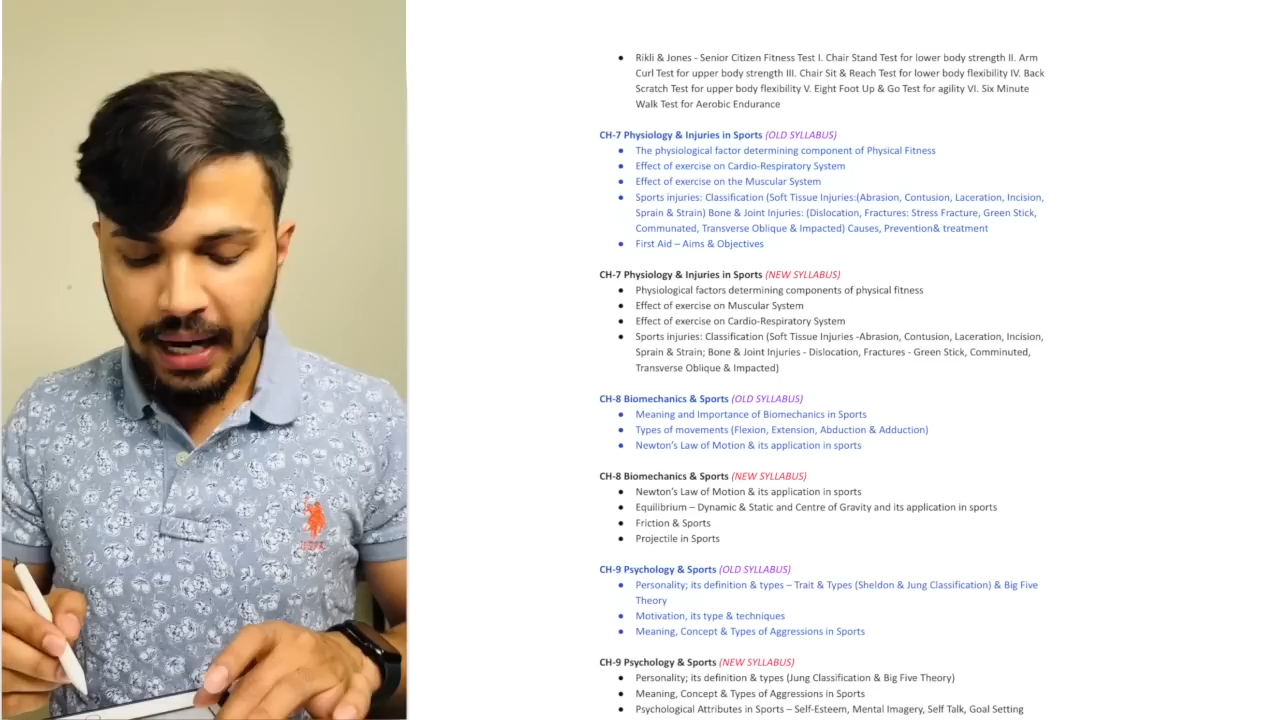 Rikli & Jones - Senior Citizen Fitness Test I. Chair Stand Test for lower body strength II. Arm
Curl Test for upper body strength III. Chair Sit & Reach Test for lower body flexibility IV. Back
Scratch Test for upper body flexibility V. Eight Foot Up & Go Test for agility VI. Six Minute
Walk Test for Aerobic Endurance
CH-7 Physiology & Injuries in Sports (OLD SYLLABUS)
The physiological factor determining component of Physical Fitness
Effect of exercise on Cardio-Respiratory System
Effect of exercise on the Muscular System
Sports injuries: Classification (Soft Tissue Injuries:(Abrasion, Contusion, Laceration, Incision,
Sprain & Strain) Bone & Joint Injuries: (Dislocation, Fractures: Stress Fracture, Green Stick,
Communated, Transverse Oblique & Impacted) Causes, Prevention& treatment
First Aid – Aims & Objectives
CH-7 Physiology & Injuries in Sports (NEW SYLLABUS)
Physiological factors determining components of physical fitness
Effect of exercise on Muscular System
Effect of exercise on Cardio-Respiratory System
Sports injuries: Classification (Soft Tissue Injuries -Abrasion, Contusion, Laceration, Incision,
Sprain & Strain; Bone & Joint Injuries - Dislocation, Fractures - Green Stick, Comminuted,
Transverse Oblique & Impacted)
CH-8 Biomechanics & Sports (OLD SYLLABUS)
Meaning and Importance of Biomechanics in Sports
Types of movements (Flexion, Extension, Abduction & Adduction)
Newton's Law of Motion & its application in sports
CH-8 Biomechanics & Sports (NEW SYLLABUS)
Newton's Law of Motion & its application in sports
Equilibrium – Dynamic & Static and Centre of Gravity and its application in sports
Friction & Sports
Projectile in Sports
CH-9 Psychology & Sports (OLD SYLLABUS)
Personality; its definition & types – Trait & Types (Sheldon & Jung Classification) & Big Five
Theory
Motivation, its type & techniques
Meaning, Concept & Types of Aggressions in Sports
CH-9 Psychology & Sports (NEW SYLLABUS)
Personality; its definition & types (Jung Classification & Big Five Theory)
Meaning, Concept & Types of Aggressions in Sports
Psychological Attributes in Sports – Self-Esteem, Mental Imagery, Self Talk, Goal Setting